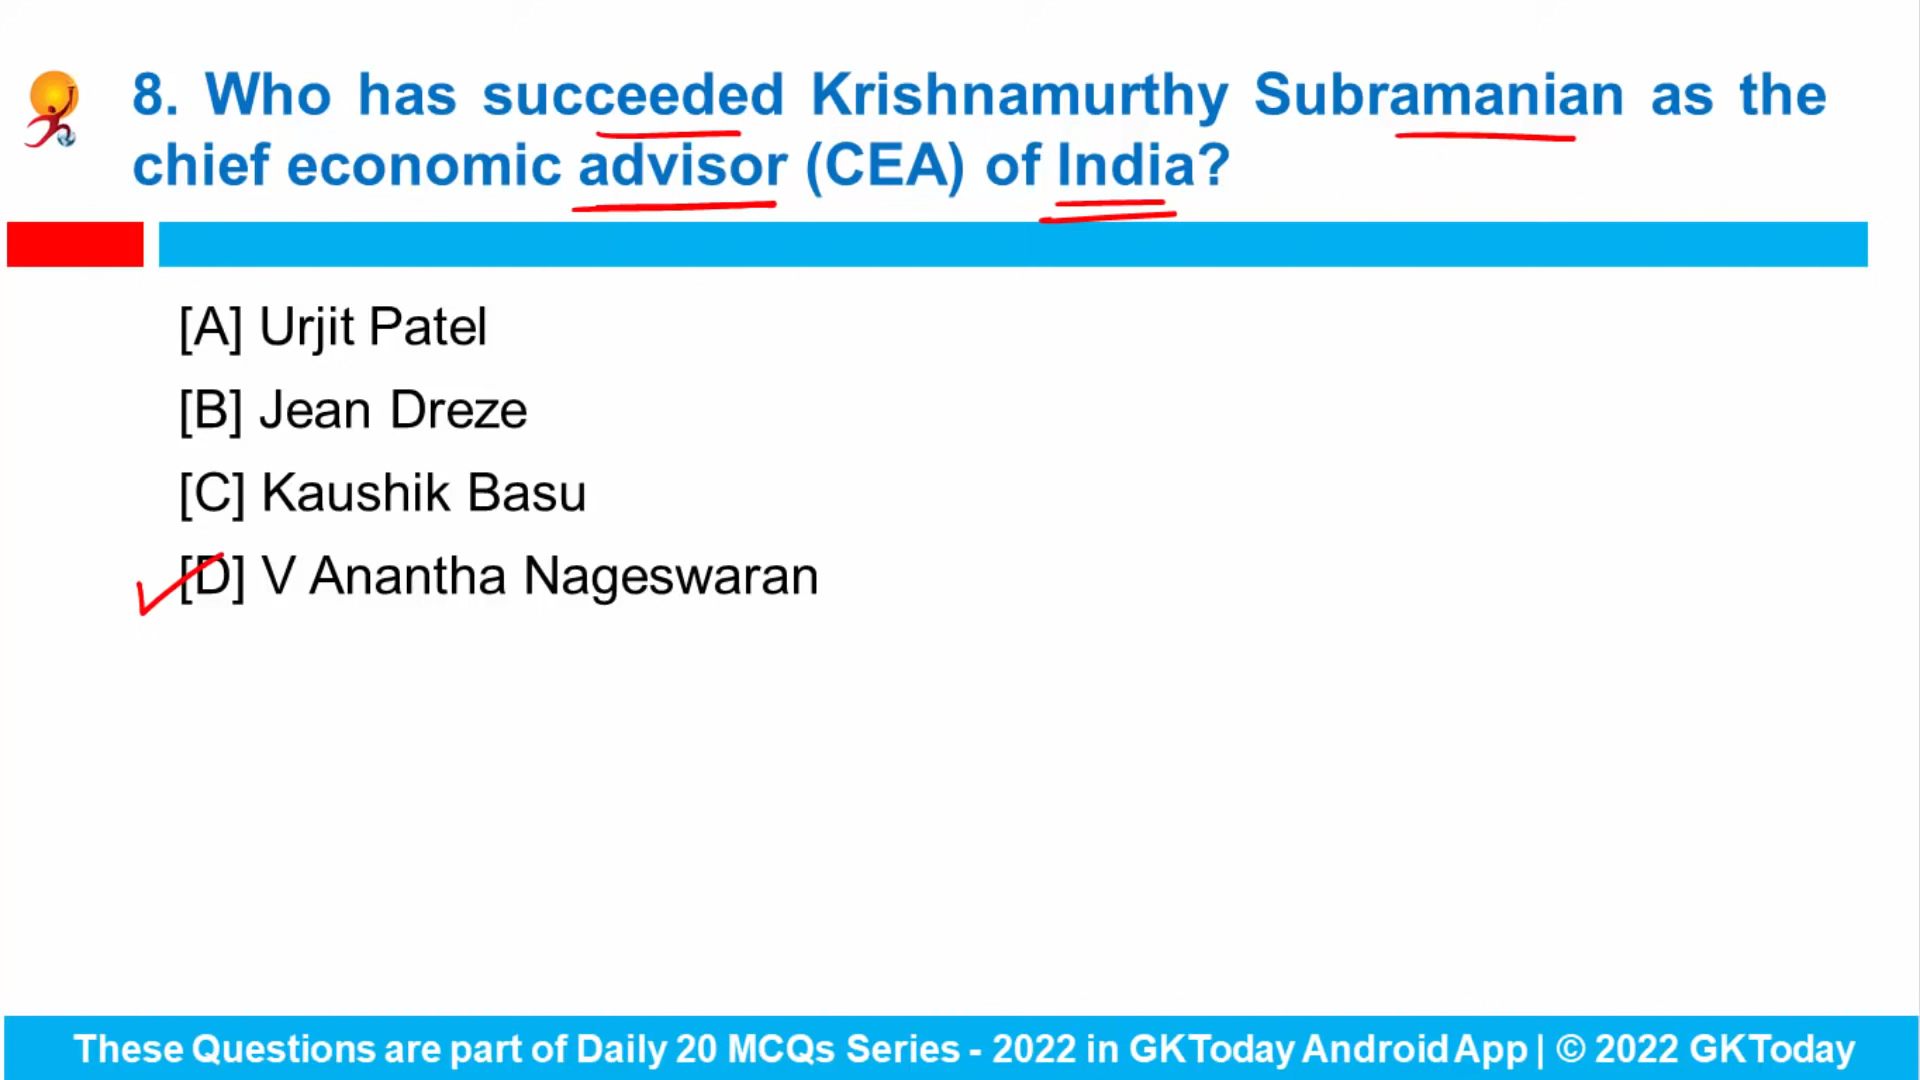 8. Who has succeeded Krishnamurthy Subramanian as the
chief economic advisor (CEA) of India?
[A] Urjit Patel
[B] Jean Dreze
[C] Kaushik Basu
[D] V Anantha Nageswaran
These Questions are part of Daily 20 MCQs Series - 2022 in GKToday Android App | © 2022 GKToday